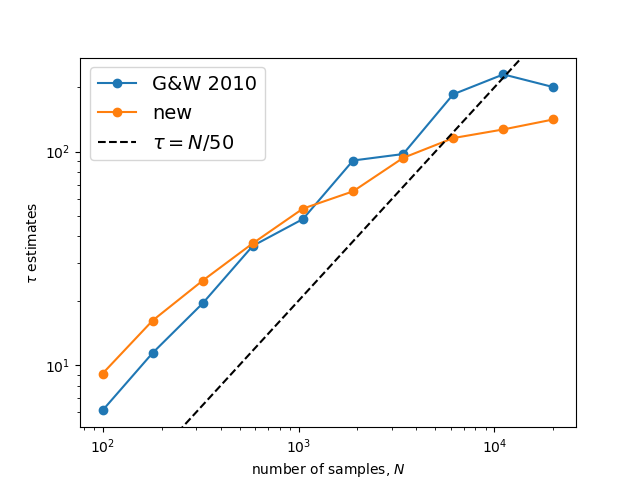 G&W 2010
new
τ = N/50
10²
10¹
τ estimates
10²
10³
10⁴
number of samples, N